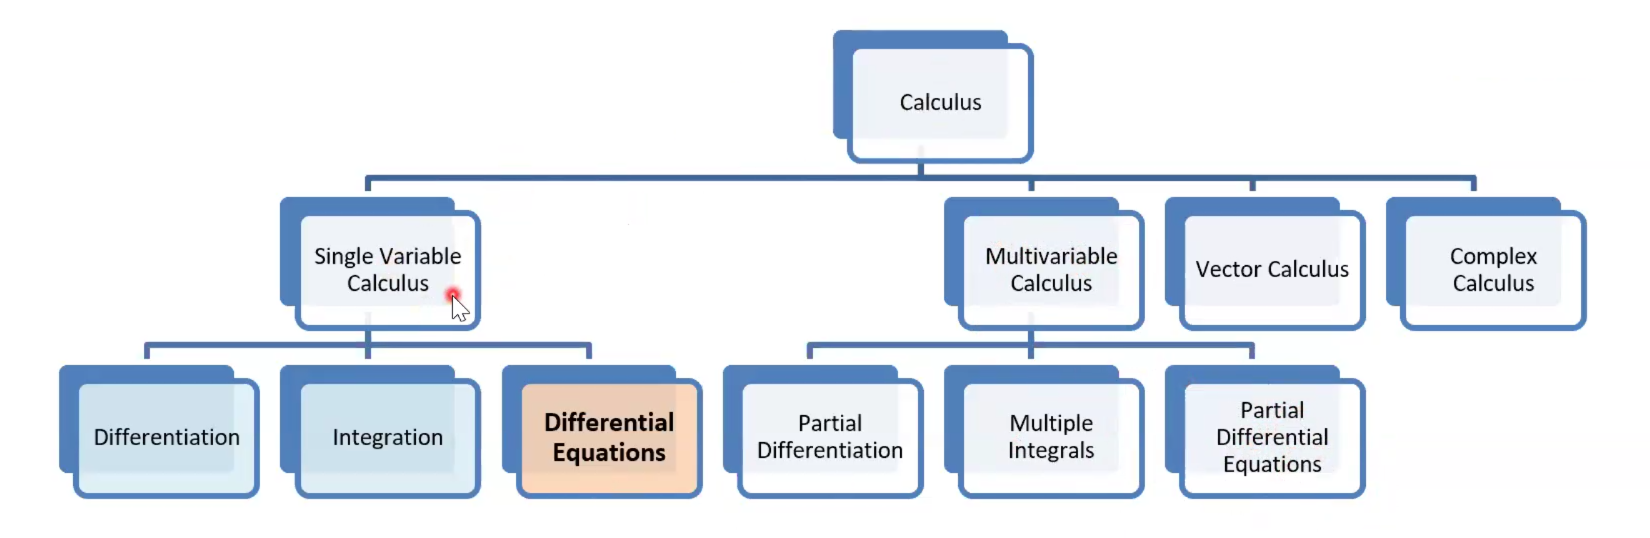 Calculus
Single Variable
Calculus
Multivariable
Calculus
Vector Calculus
Complex
Calculus
Differentiation
Integration
Differential
Equations
Partial
Differentiation
Multiple
Integrals
Partial
Differential
Equations